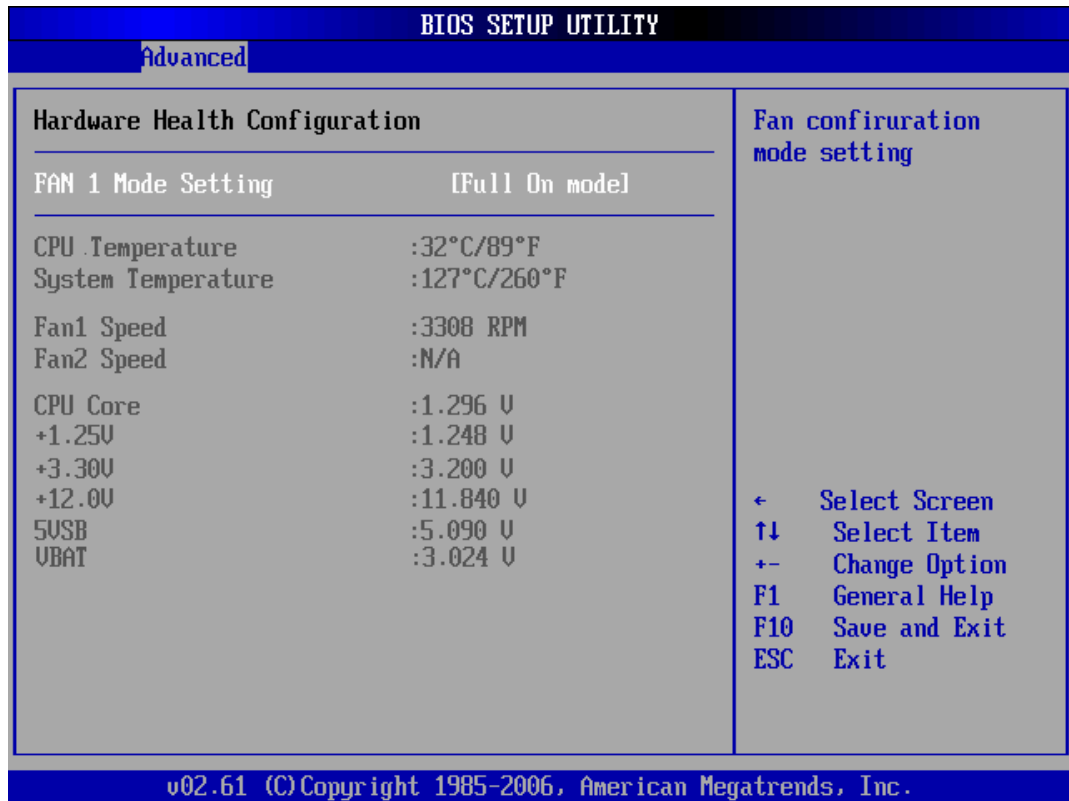 BIOS SETUP UTILITY
Advanced
Hardware Health Configuration
FAN 1 Mode Setting [Full On mode]
CPU Temperature :32°C/89°F
System Temperature :127°C/260°F
Fan1 Speed :3308 RPM
Fan2 Speed :N/A
CPU Core :1.296 V
+1.25V :1.248 V
+3.30V :3.200 V
+12.0V :11.840 V
5VSB :5.090 V
VBAT :3.024 V
Fan confiruration
mode setting
← Select Screen
↑↓ Select Item
+- Change Option
F1 General Help
F10 Save and Exit
ESC Exit
v02.61 (C)Copyright 1985-2006, American Megatrends, Inc.